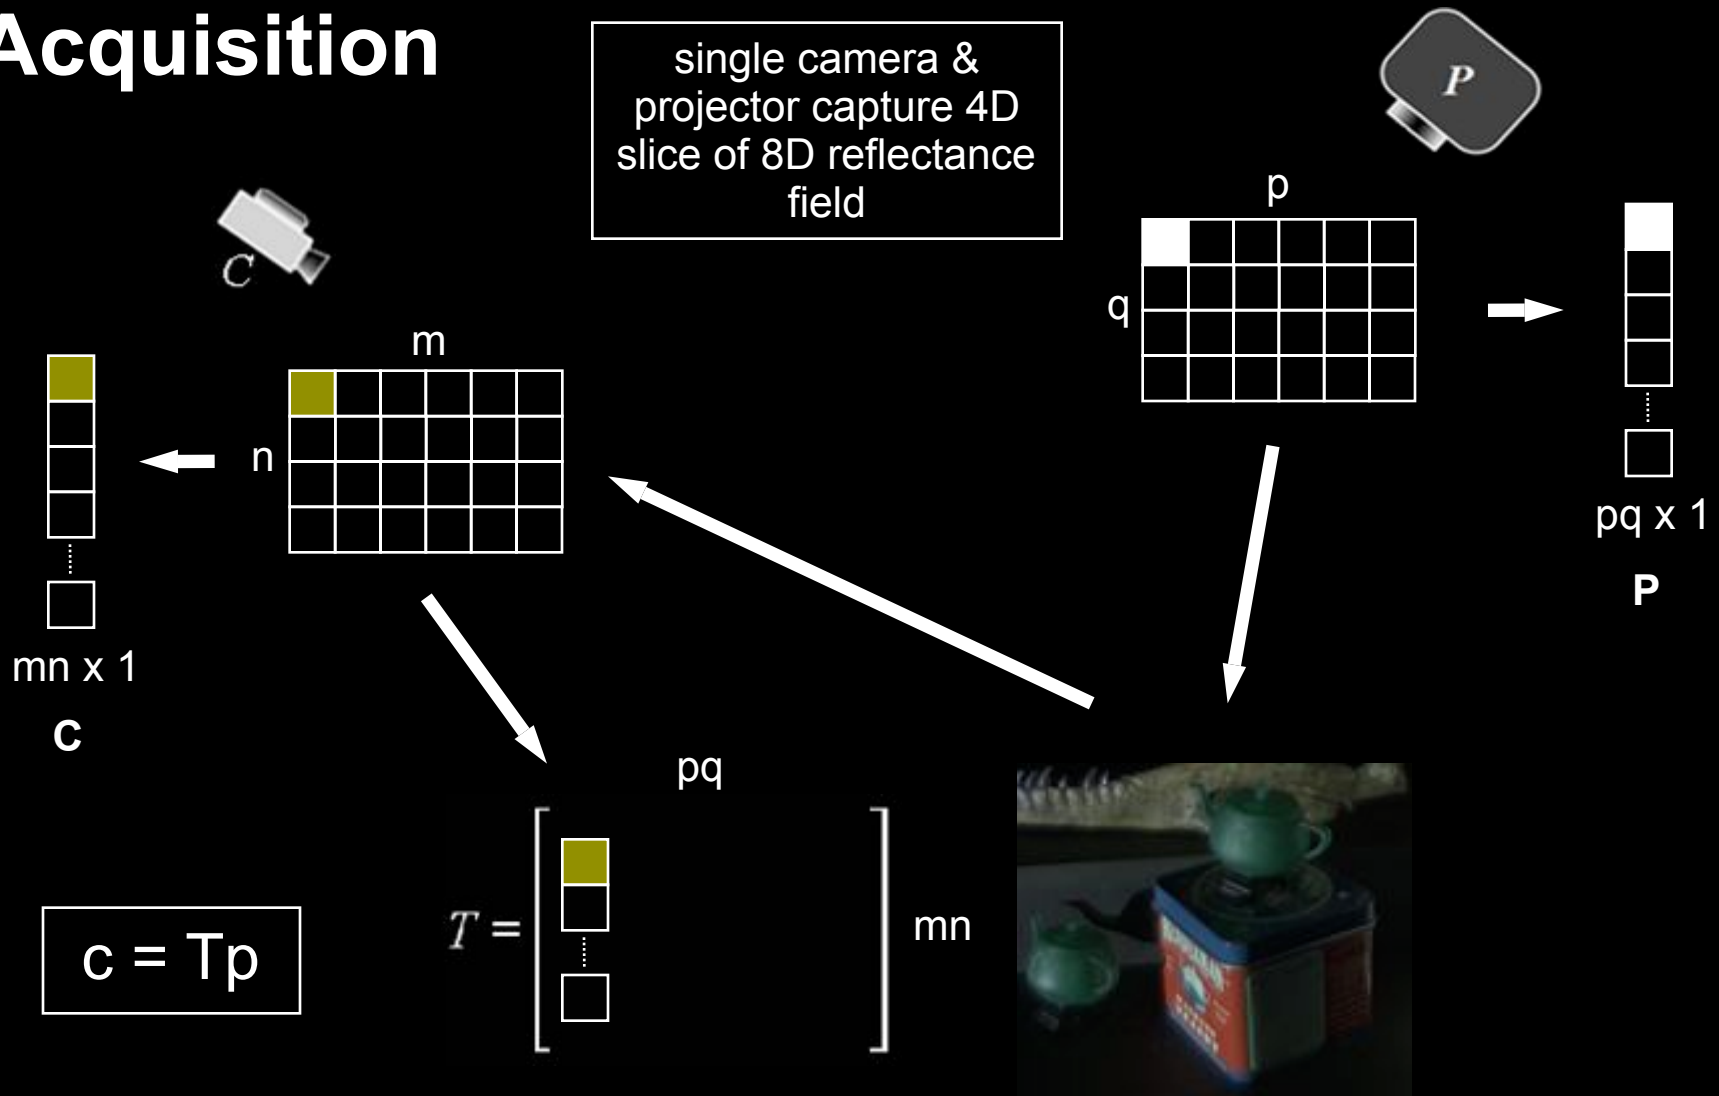 Acquisition
single camera &
projector capture 4D
slice of 8D reflectance
field
P
C
p
q
pq x 1
P
m
n
mn x 1
C
pq
T =
mn
c = Tp